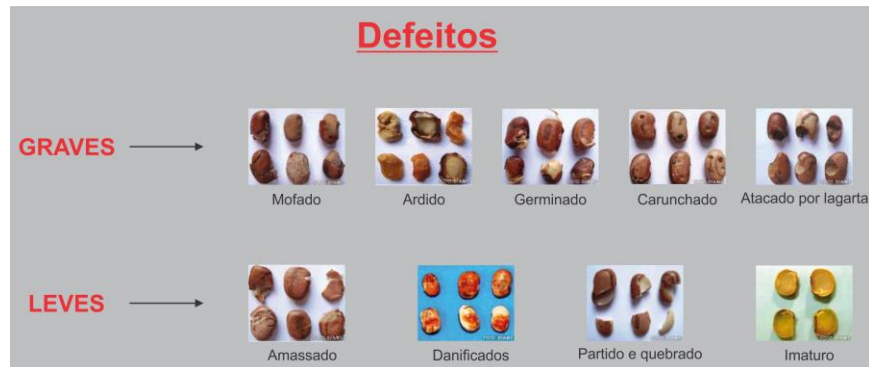 Defeitos
GRAVES
Mofado
Ardido
Germinado
Carunchado
Atacado por lagarta
LEVES
Amassado
Danificados
Partido e quebrado
Imaturo